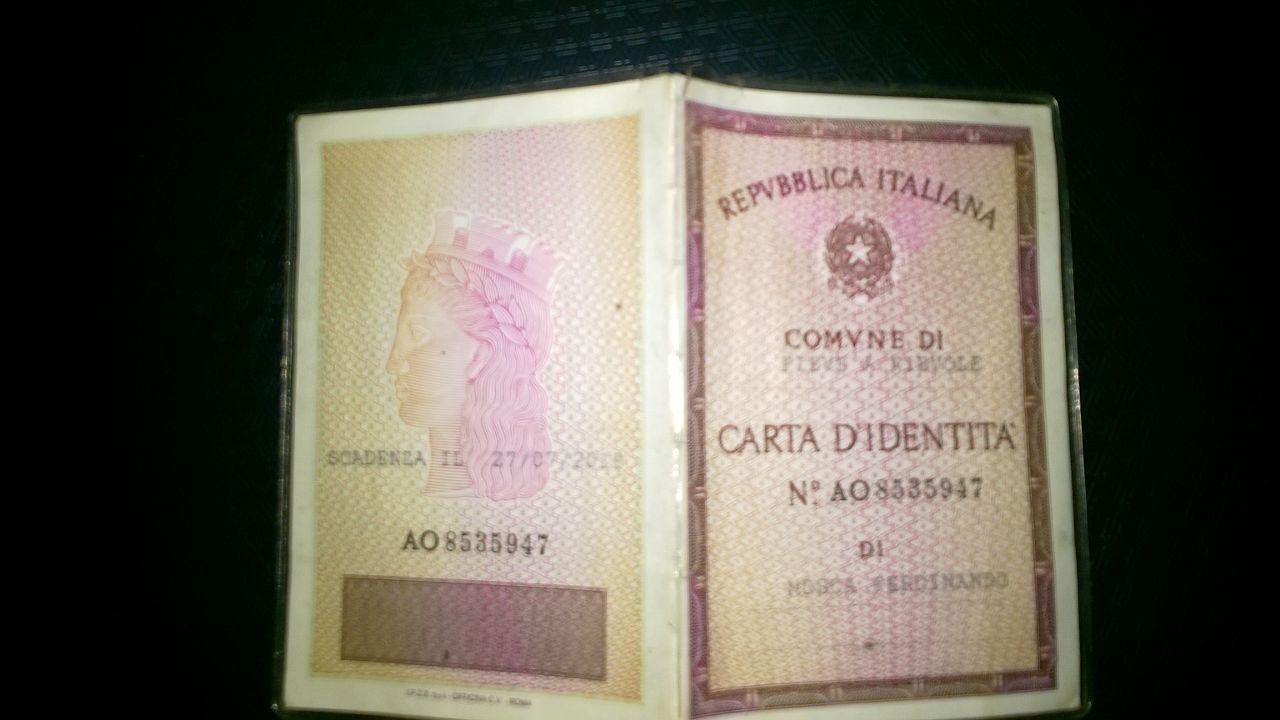 SCADENZA IL 27/07/2018
AO 8535947
I.P.Z.S. S.p.A. - OFFICINA C.V. - ROMA
REPVBBLICA ITALIANA
COMVNE DI
PIEVE A NIEVOLE
CARTA D'IDENTITA'
N° AO 8535947
DI
MOSCA FERDINANDO